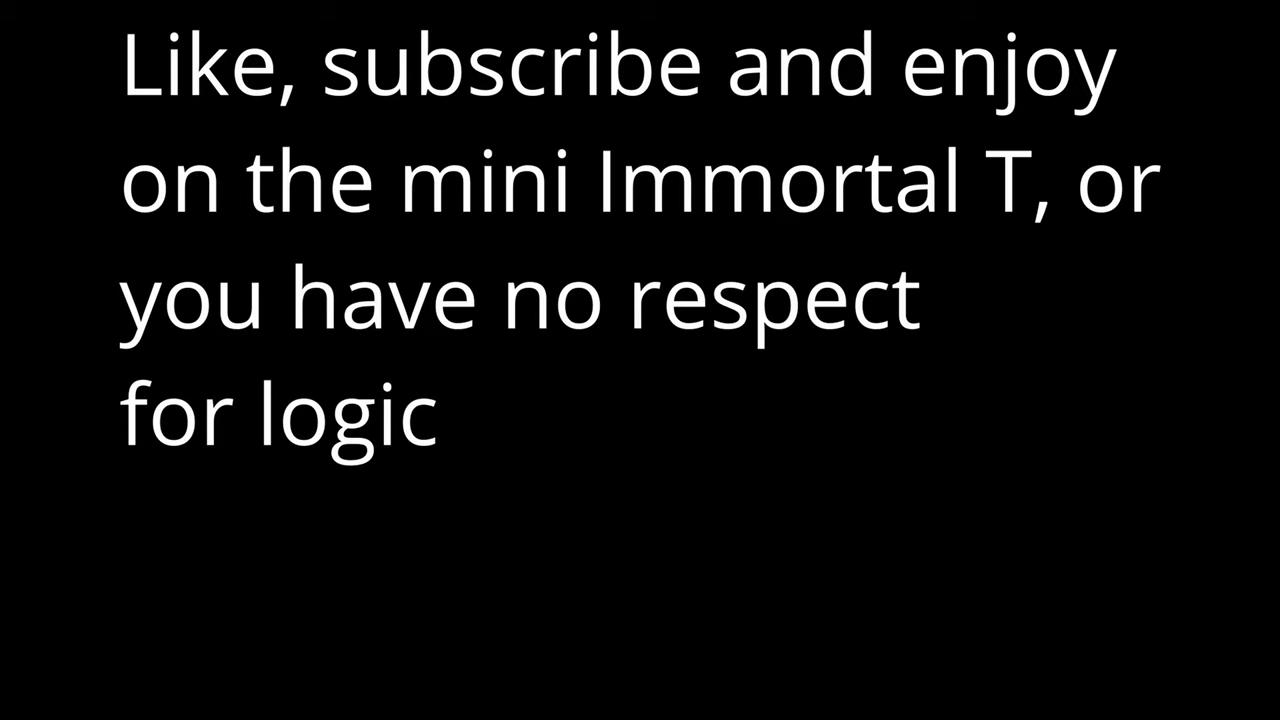 Like, subscribe and enjoy
on the mini Immortal T, or
you have no respect
for logic